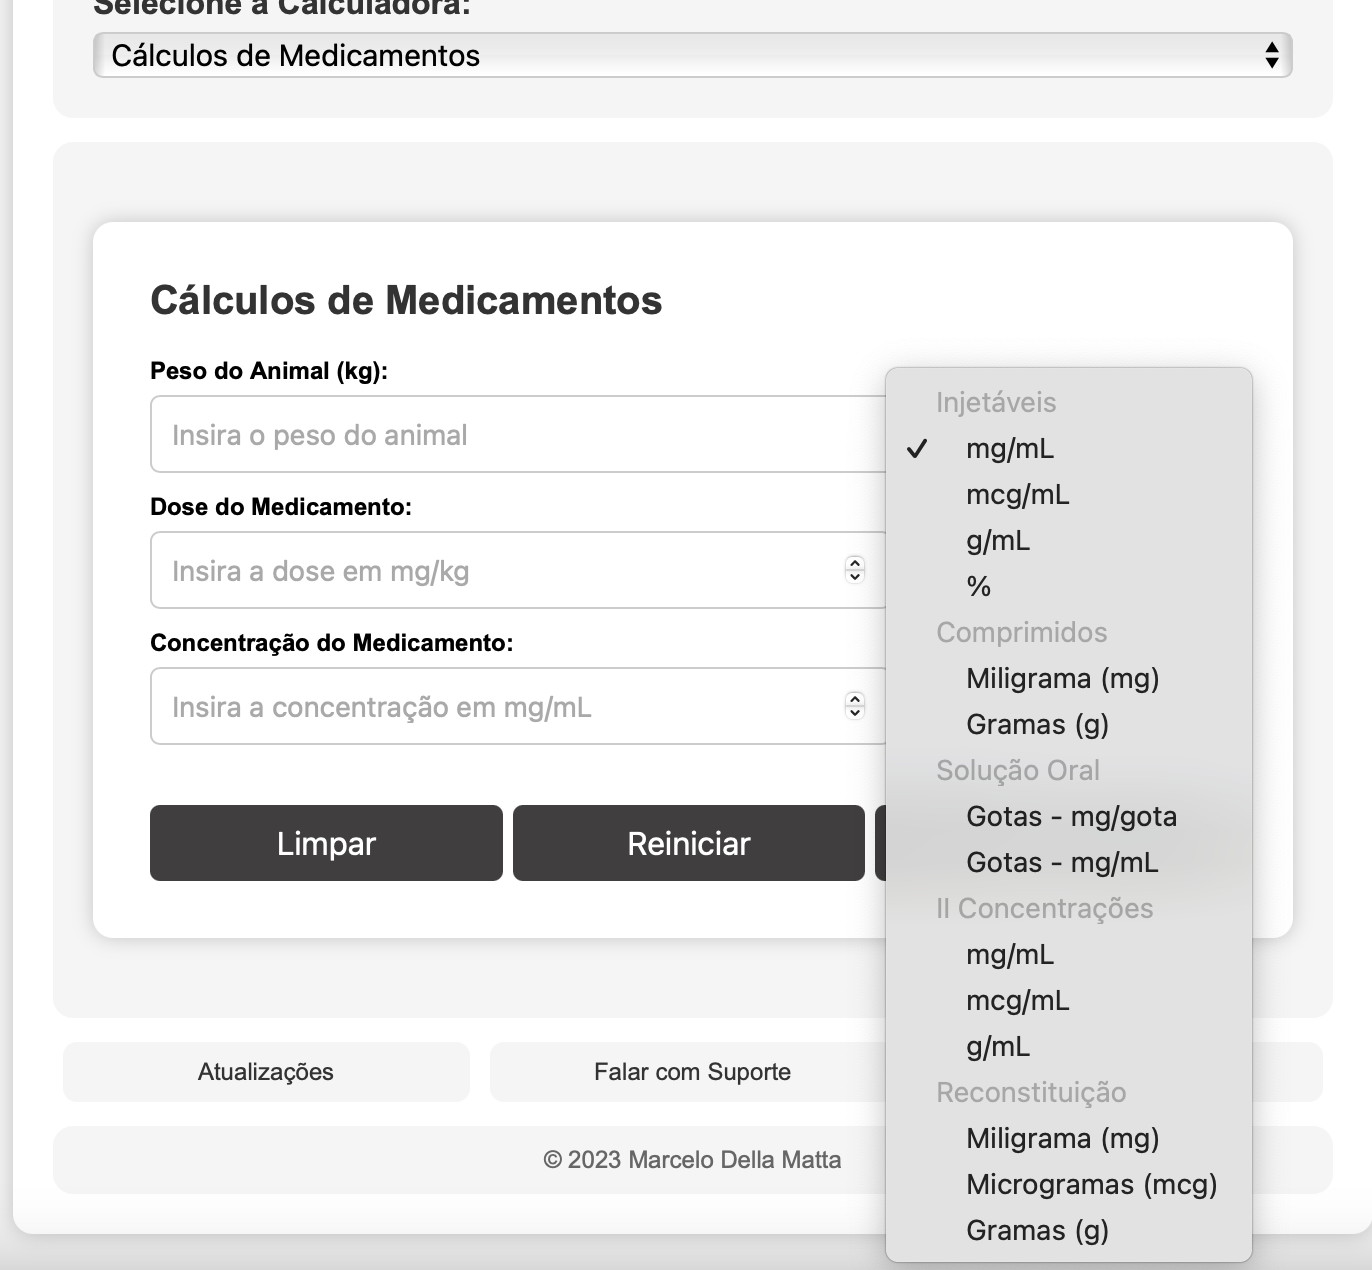 Selecione a Calculadora:
Cálculos de Medicamentos
Cálculos de Medicamentos
Peso do Animal (kg):
Insira o peso do animal
Dose do Medicamento:
Insira a dose em mg/kg
Concentração do Medicamento:
Insira a concentração em mg/mL
Limpar
Reiniciar
Injetáveis
✓ mg/mL
mcg/mL
g/mL
%
Comprimidos
Miligrama (mg)
Gramas (g)
Solução Oral
Gotas - mg/gota
Gotas - mg/mL
II Concentrações
mg/mL
mcg/mL
g/mL
Reconstituição
Miligrama (mg)
Microgramas (mcg)
Gramas (g)
Atualizações
Falar com Suporte
© 2023 Marcelo Della Matta